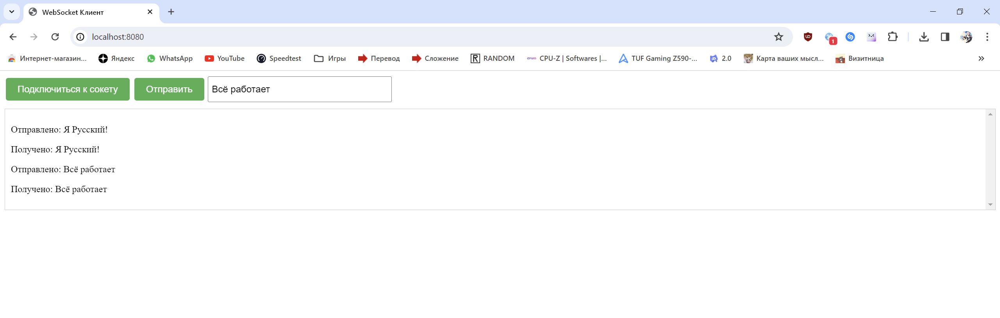 WebSocket Клиент
localhost:8080
1
Интернет-магазин... Яндекс WhatsApp YouTube Speedtest Игры Перевод Сложение RANDOM CPU-Z | Softwares |... TUF Gaming Z590-... 2.0 Карта ваших мысл... Визитница
Подключиться к сокету Отправить Всё работает
Отправлено: Я Русский!
Получено: Я Русский!
Отправлено: Всё работает
Получено: Всё работает